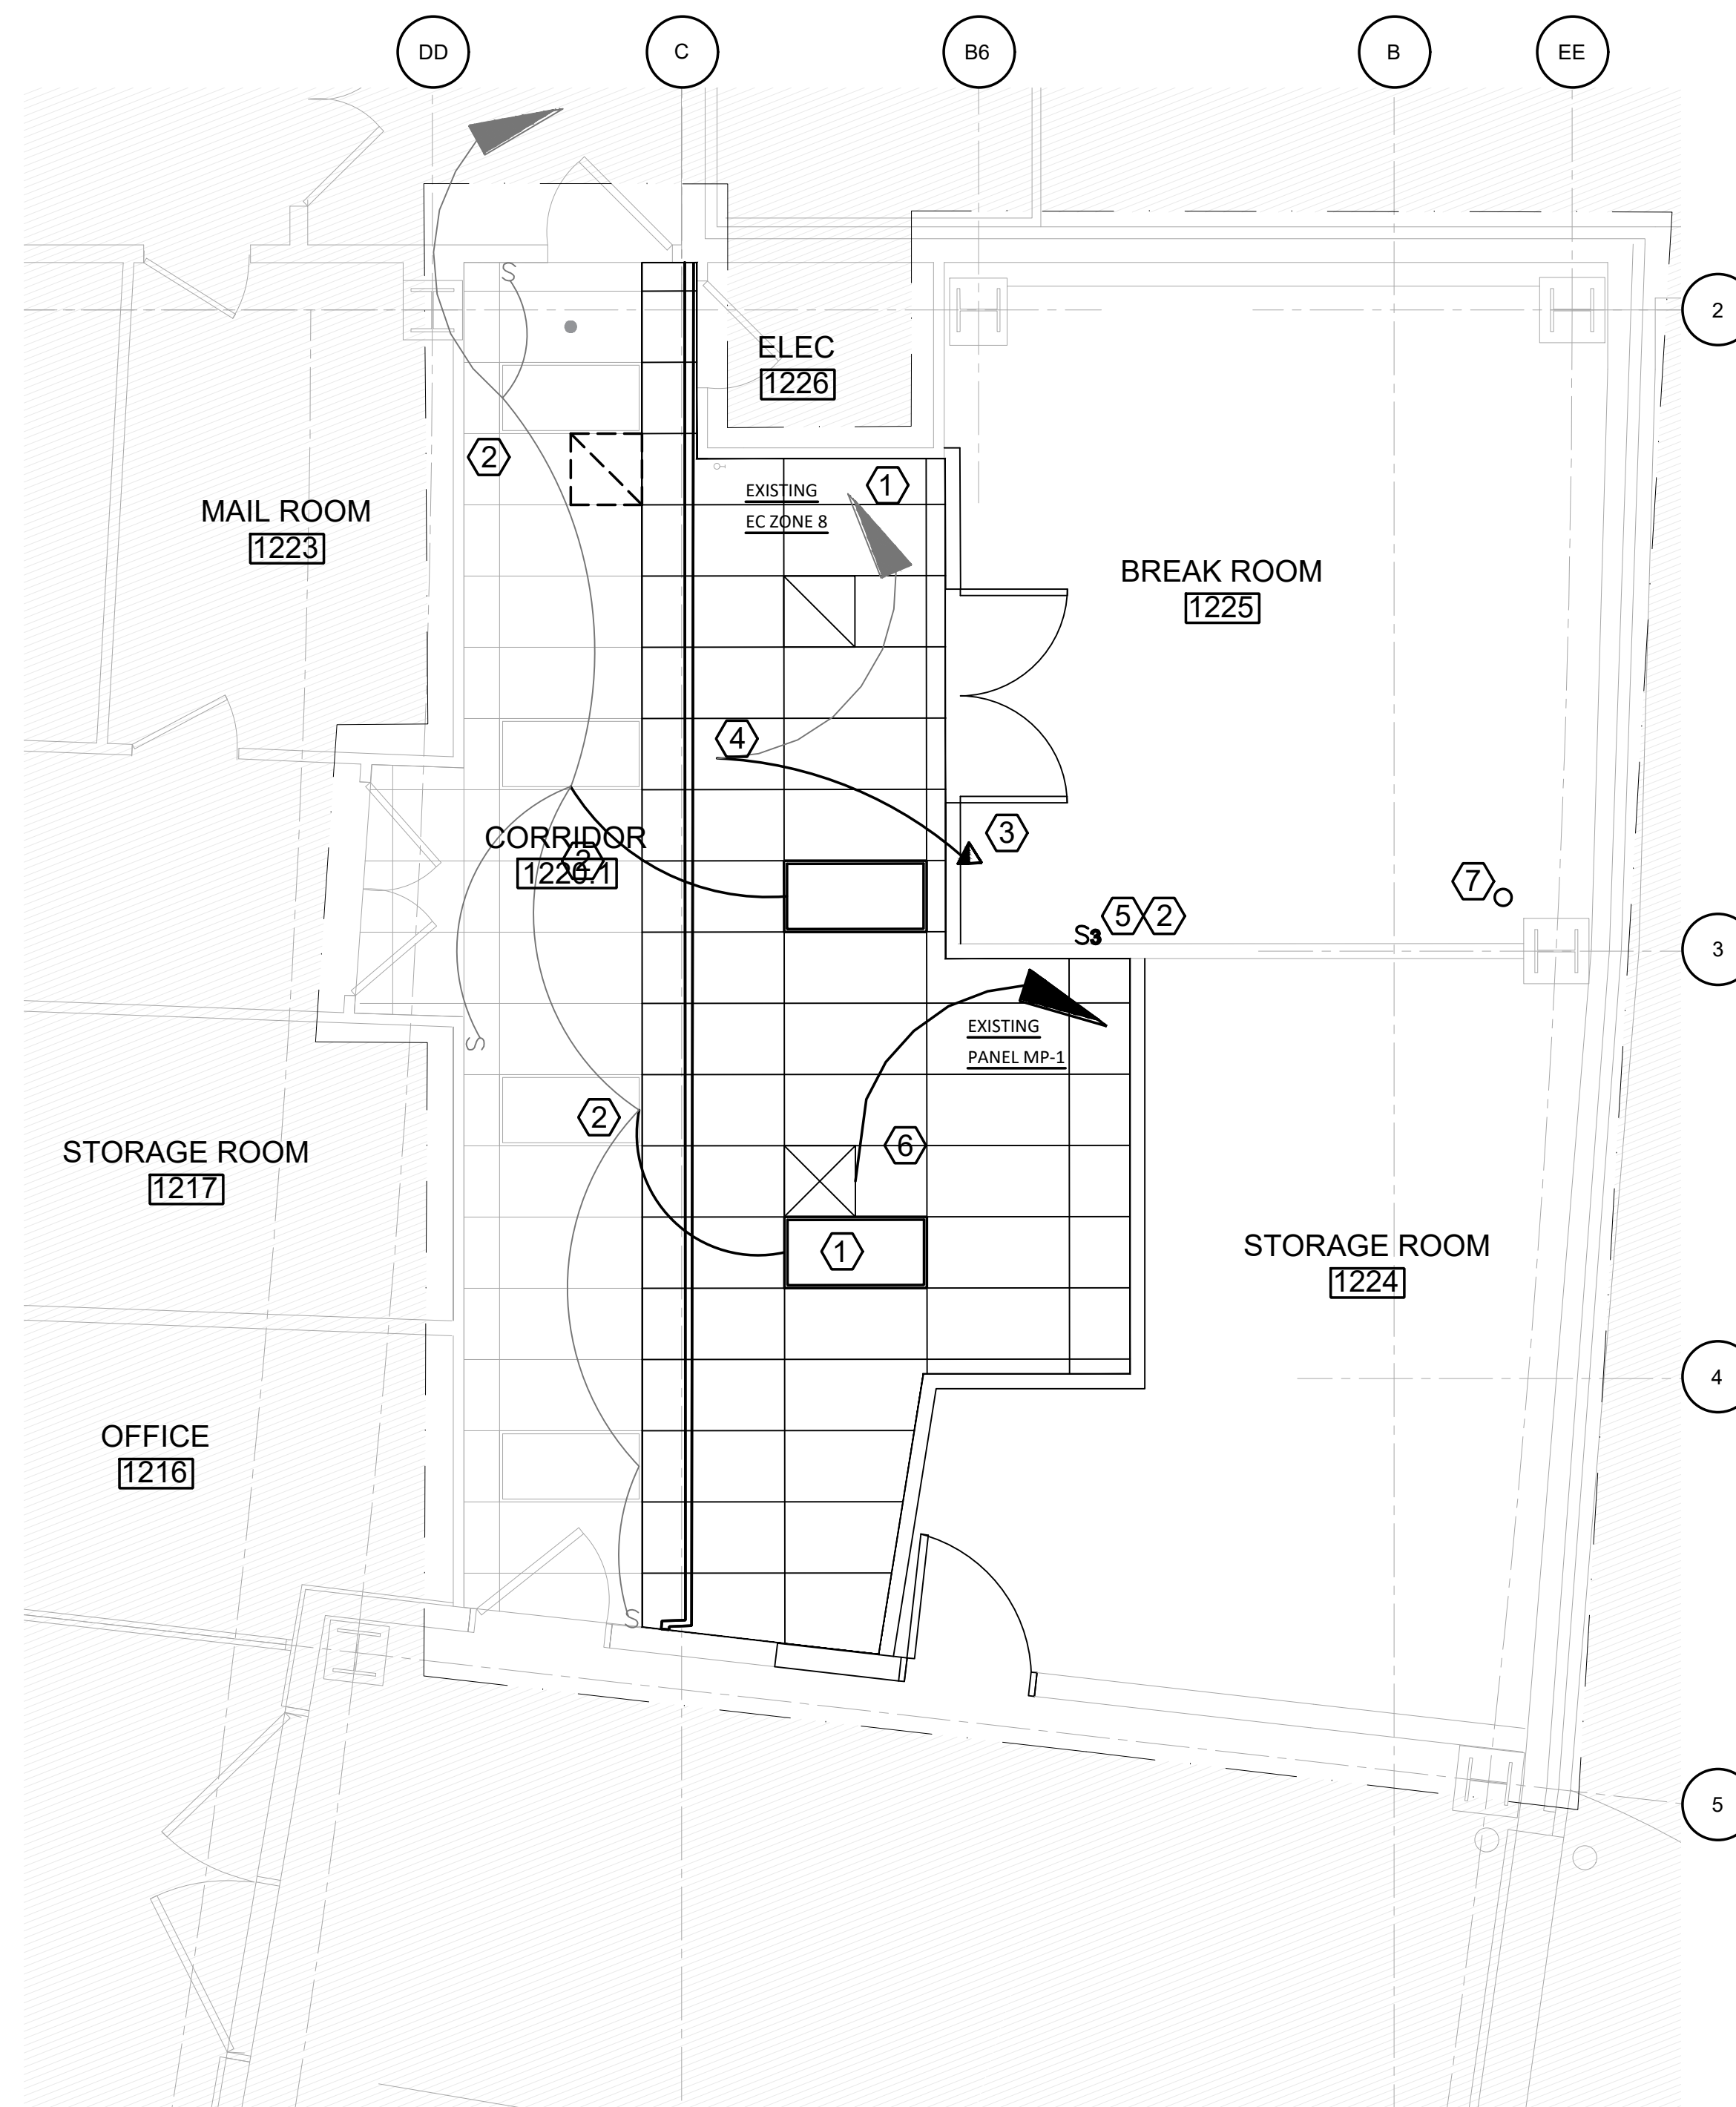 DD
C
B6
B
EE
S
2
ELEC
1226
2
EXISTING
EC ZONE 8
1
MAIL ROOM
1223
BREAK ROOM
1225
4
CORRIDOR
1220.1
2
3
7
S3
5
2
3
S
EXISTING
PANEL MP-1
2
6
STORAGE ROOM
1217
1
STORAGE ROOM
1224
4
OFFICE
1216
S
5